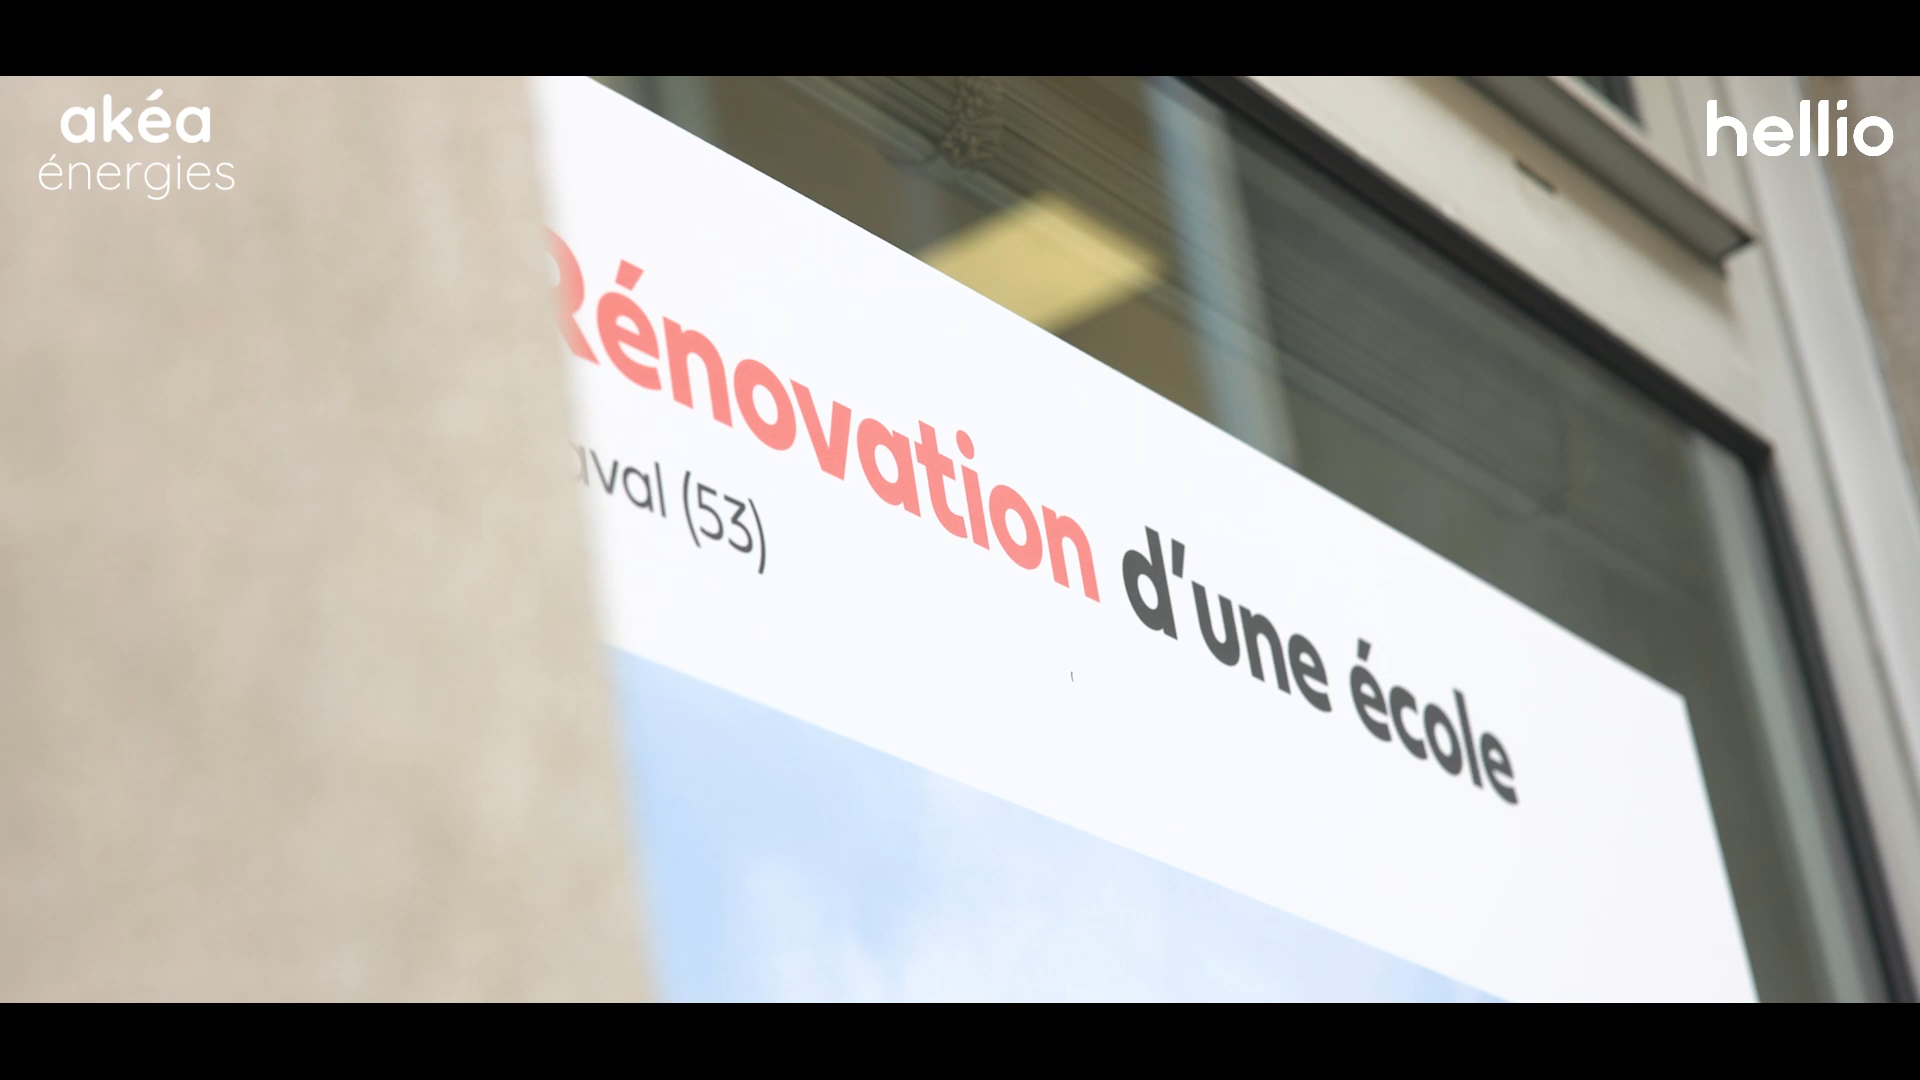 akéa
énergies
hellio
Rénovation d'une école
aval (53)